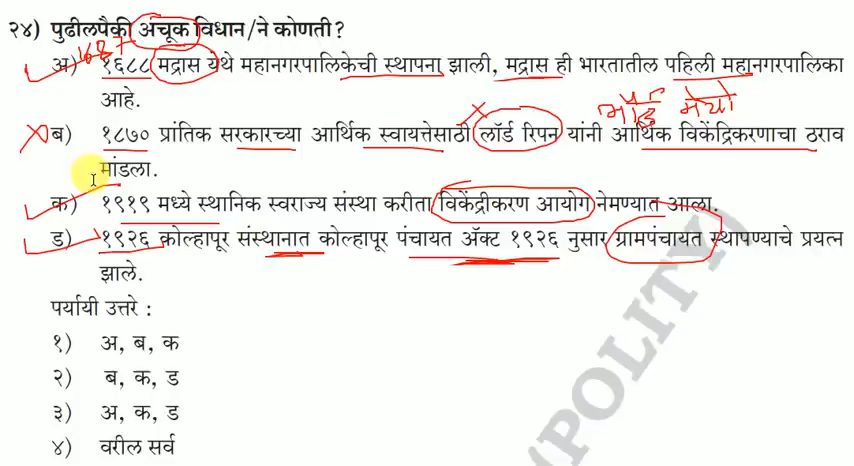 २४) पुढीलपैकी अचूक विधान/ने कोणती ?
१६८७
अ) १६८८ मद्रास येथे महानगरपालिकेची स्थापना झाली, मद्रास ही भारतातील पहिली महानगरपालिका
आहे.
मेयो
ब) १८७० प्रांतिक सरकारच्या आर्थिक स्वायत्तेसाठी लॉर्ड रिपन यांनी आर्थिक विकेंद्रिकरणाचा ठराव
मांडला.
क) १९१९ मध्ये स्थानिक स्वराज्य संस्था करीता विकेंद्रीकरण आयोग नेमण्यात आला.
ड) १९२६ कोल्हापूर संस्थानात कोल्हापूर पंचायत ॲक्ट १९२६ नुसार ग्रामपंचायत स्थापण्याचे प्रयत्न
झाले.
पर्यायी उत्तरे :
१) अ, ब, क
२) ब, क, ड
३) अ, क, ड
४) वरील सर्व
(POLITY)